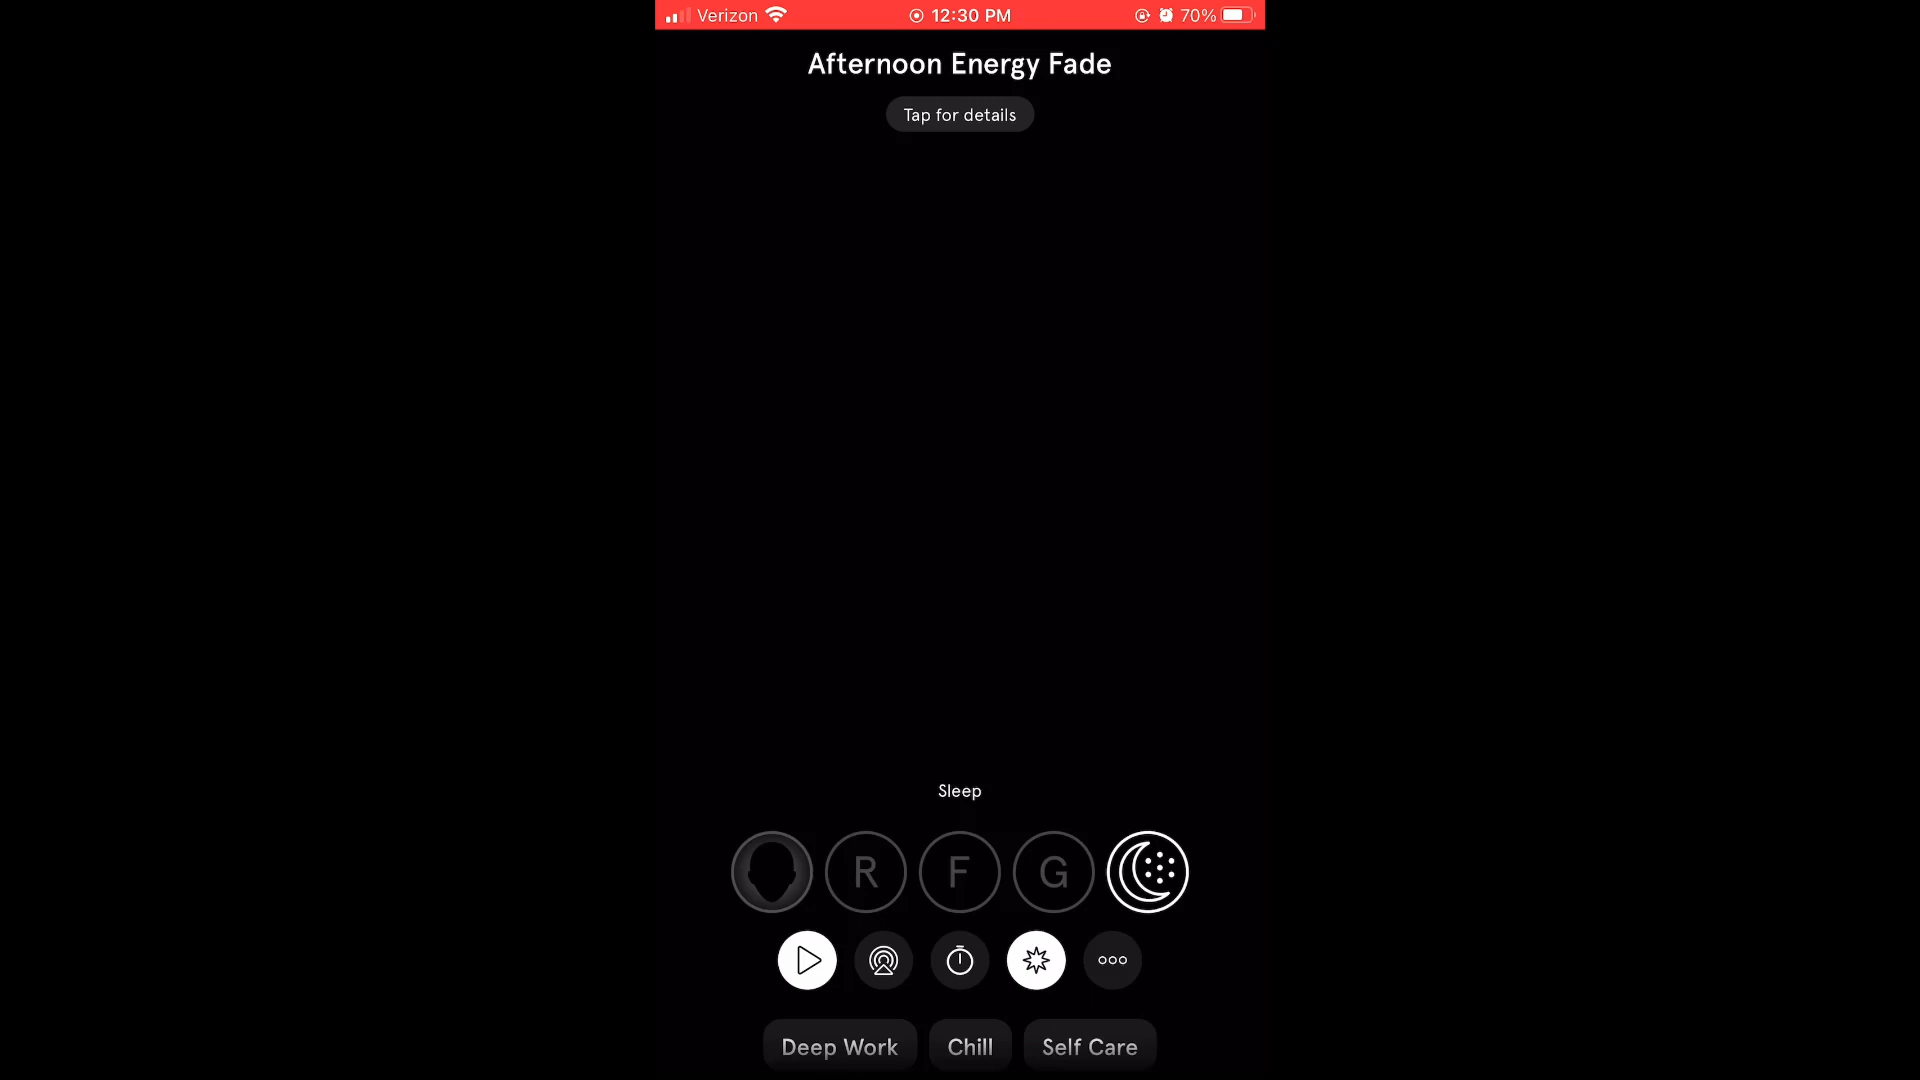 Verizon 12:30 PM 70%
Afternoon Energy Fade
Tap for details
Sleep
R F G
Deep Work Chill Self Care